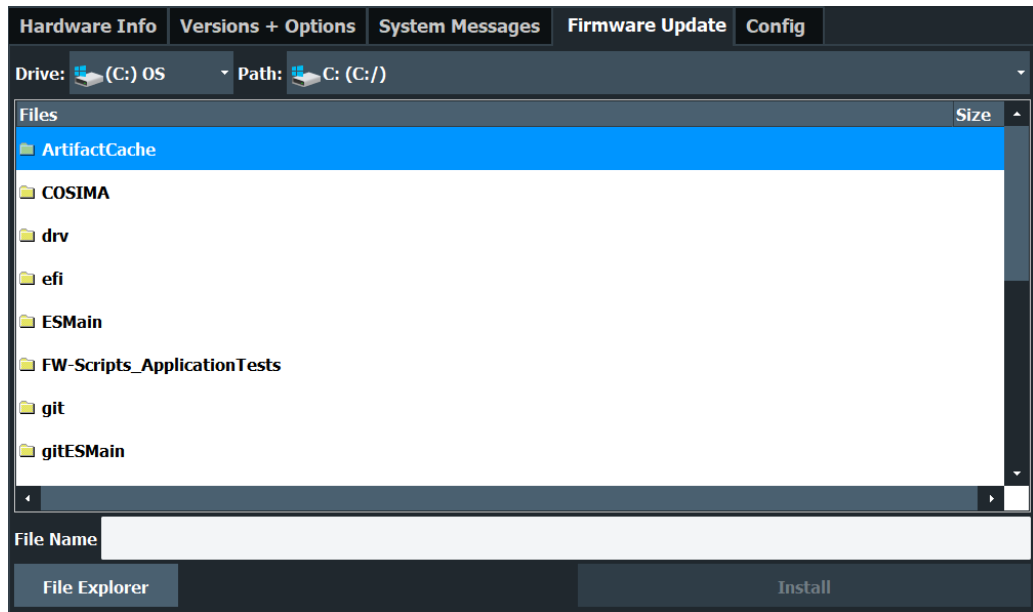 Hardware Info Versions + Options System Messages Firmware Update Config
Drive: (C:) OS Path: C: (C:/)
Files Size
ArtifactCache
COSIMA
drv
efi
ESMain
FW-Scripts_ApplicationTests
git
gitESMain
File Name
File Explorer Install